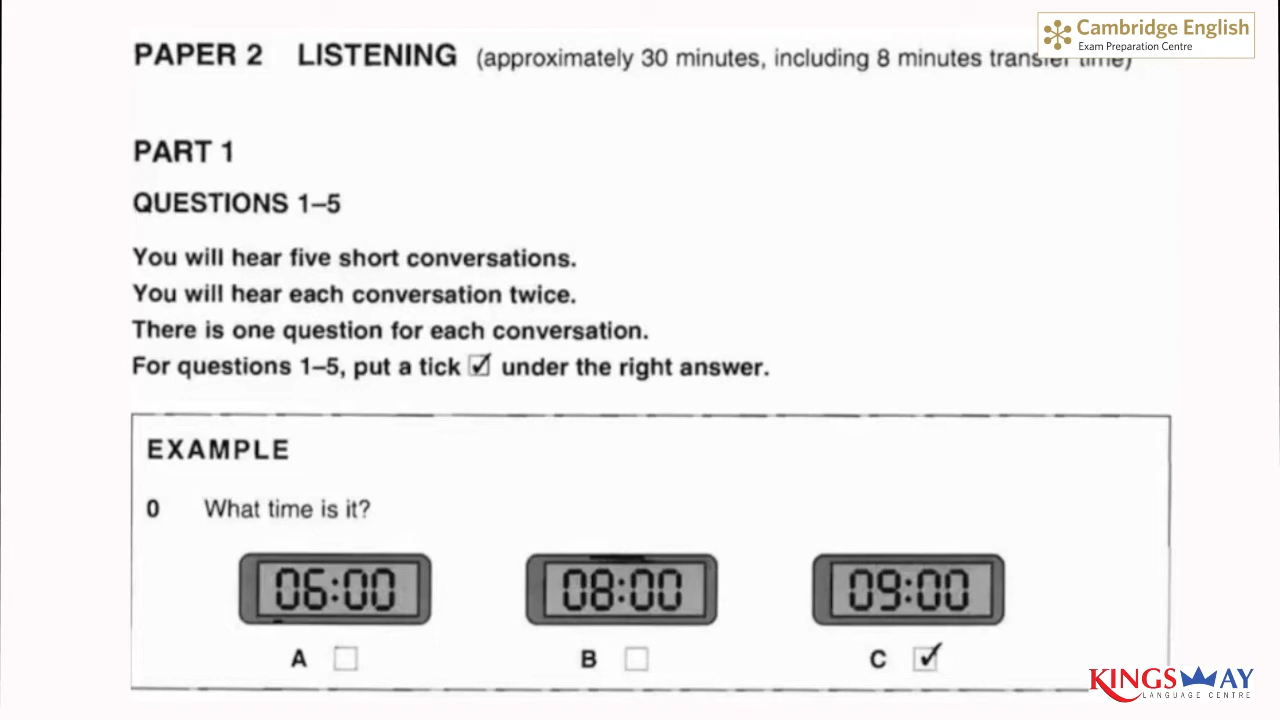 Cambridge English
Exam Preparation Centre
PAPER 2 LISTENING (approximately 30 minutes, including 8 minutes transfer time)
PART 1
QUESTIONS 1–5
You will hear five short conversations.
You will hear each conversation twice.
There is one question for each conversation.
For questions 1–5, put a tick ☑ under the right answer.
EXAMPLE
0 What time is it?
06:00 08:00 09:00
A B C
KINGSWAY
LANGUAGE CENTRE